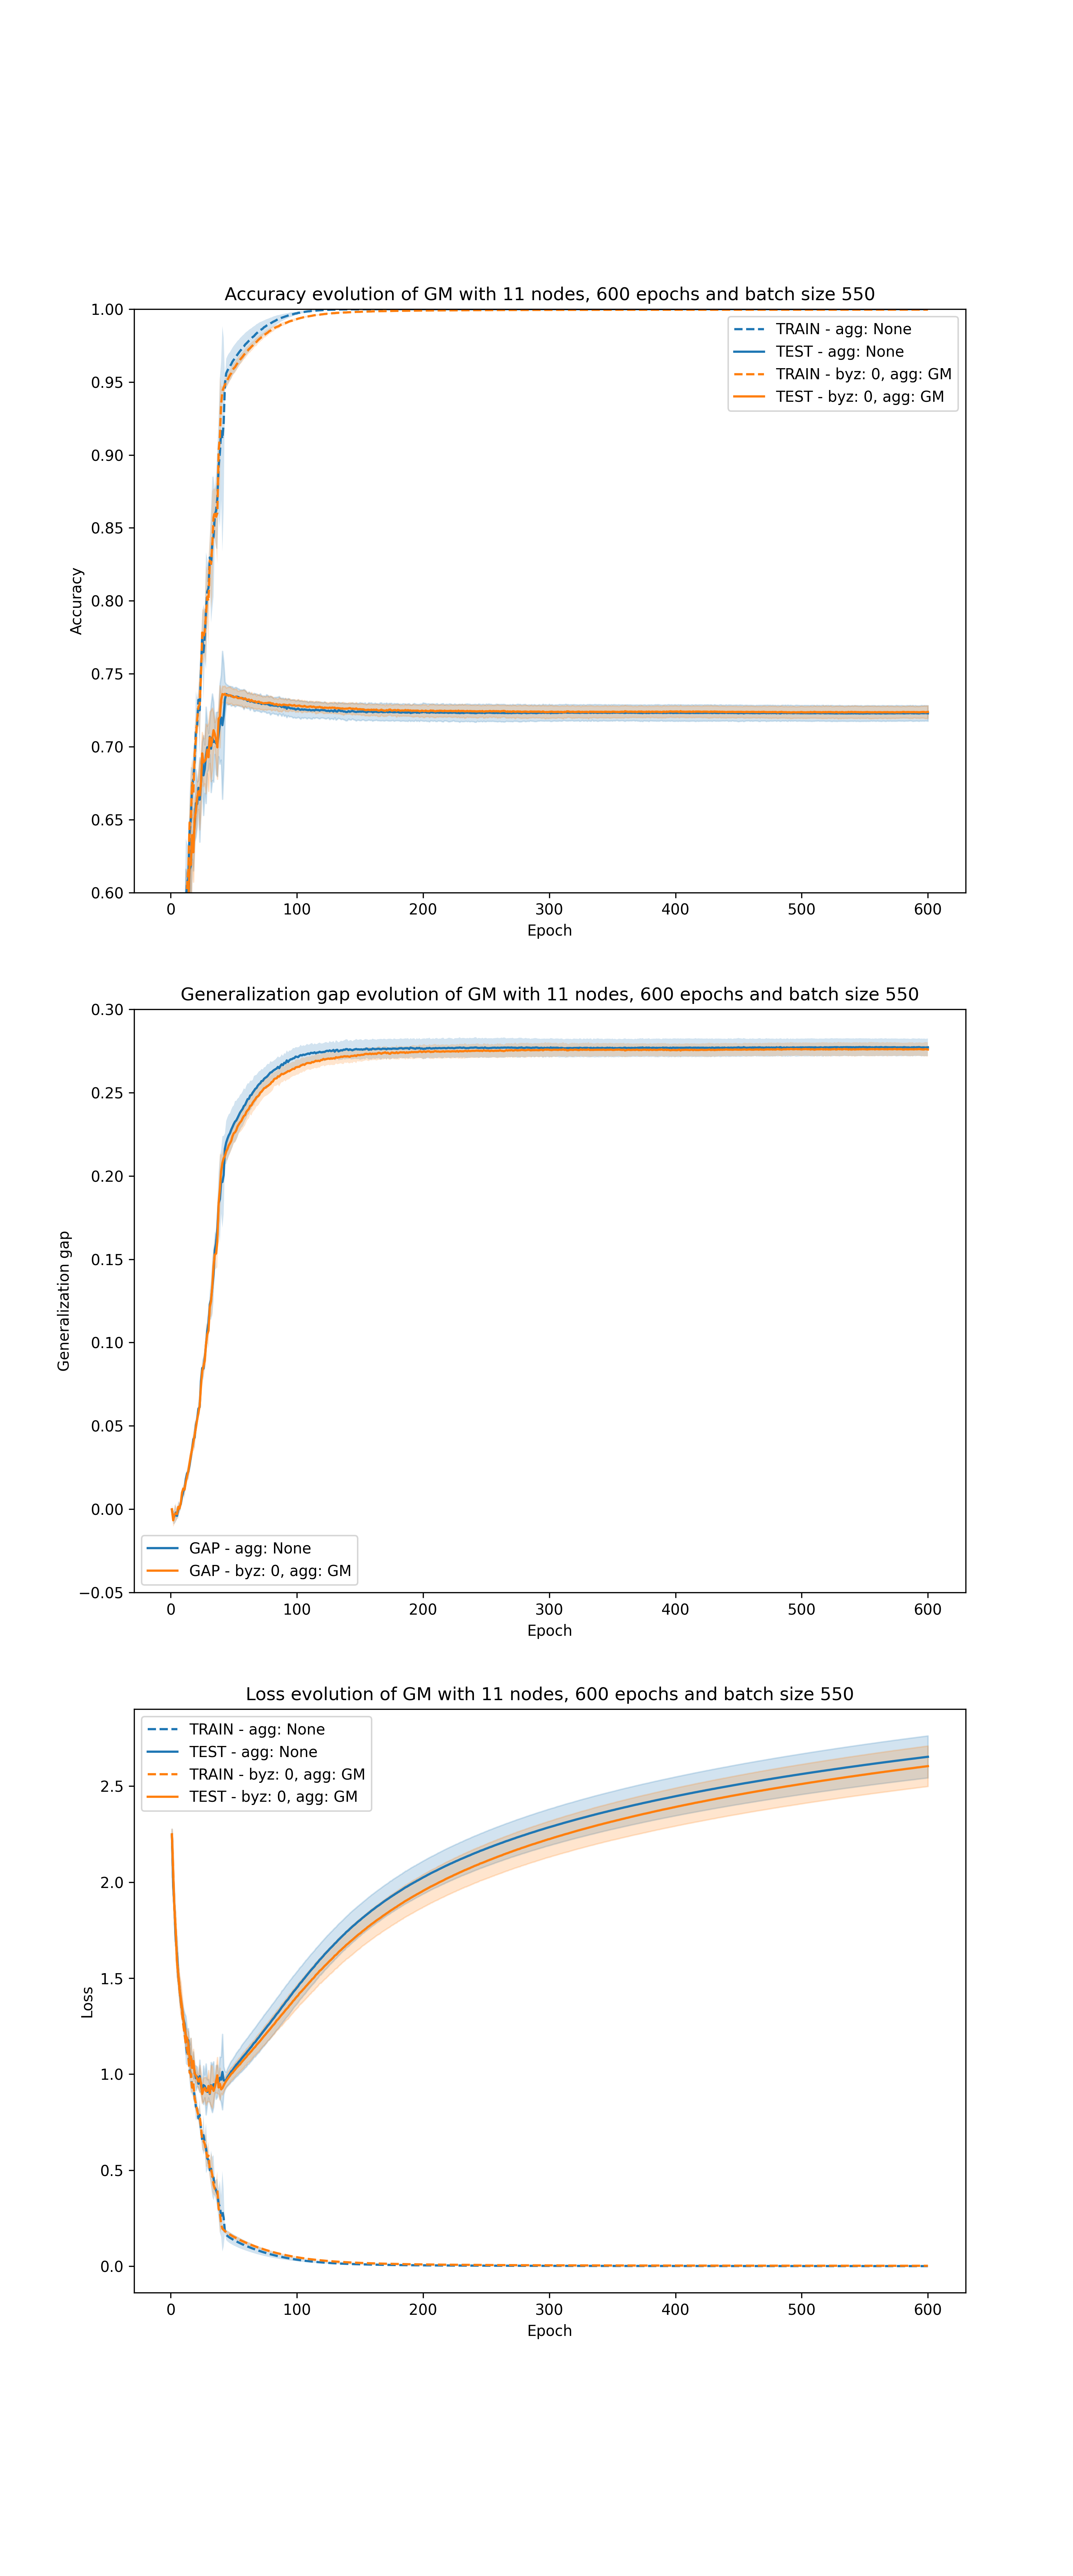 Accuracy evolution of GM with 11 nodes, 600 epochs and batch size 550
1.00
0.95
0.90
0.85
0.80
0.75
0.70
0.65
0.60
Accuracy
TRAIN - agg: None
TEST - agg: None
TRAIN - byz: 0, agg: GM
TEST - byz: 0, agg: GM
0 100 200 300 400 500 600
Epoch
Generalization gap evolution of GM with 11 nodes, 600 epochs and batch size 550
0.30
0.25
0.20
0.15
0.10
0.05
0.00
−0.05
Generalization gap
GAP - agg: None
GAP - byz: 0, agg: GM
0 100 200 300 400 500 600
Epoch
Loss evolution of GM with 11 nodes, 600 epochs and batch size 550
TRAIN - agg: None
TEST - agg: None
TRAIN - byz: 0, agg: GM
TEST - byz: 0, agg: GM
2.5
2.0
1.5
1.0
0.5
0.0
Loss
0 100 200 300 400 500 600
Epoch